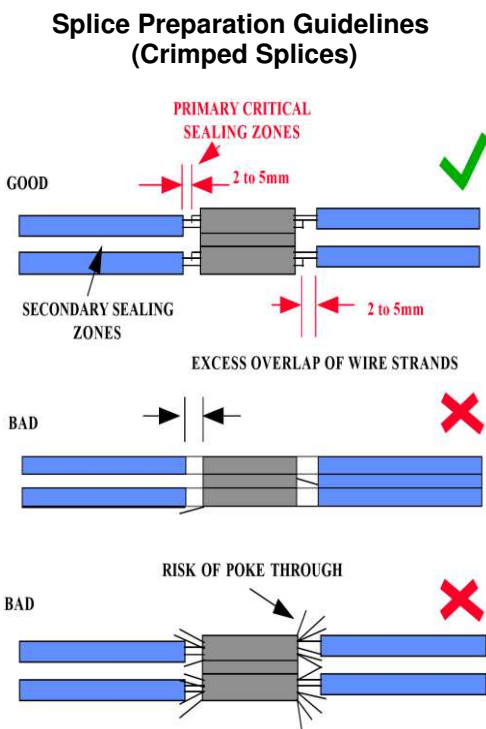 Splice Preparation Guidelines
(Crimped Splices)
PRIMARY CRITICAL
SEALING ZONES
GOOD
2 to 5mm
SECONDARY SEALING
ZONES
2 to 5mm
EXCESS OVERLAP OF WIRE STRANDS
BAD
RISK OF POKE THROUGH
BAD